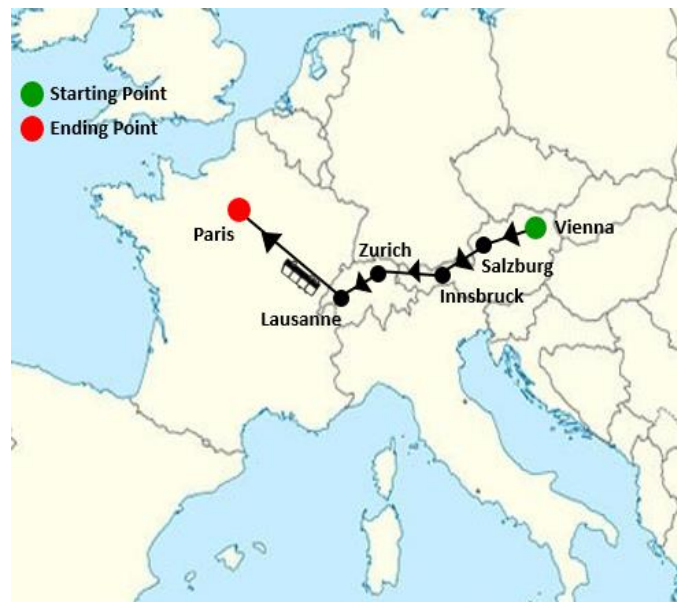 Starting Point
Ending Point
Paris
Zurich
Vienna
Salzburg
Innsbruck
Lausanne